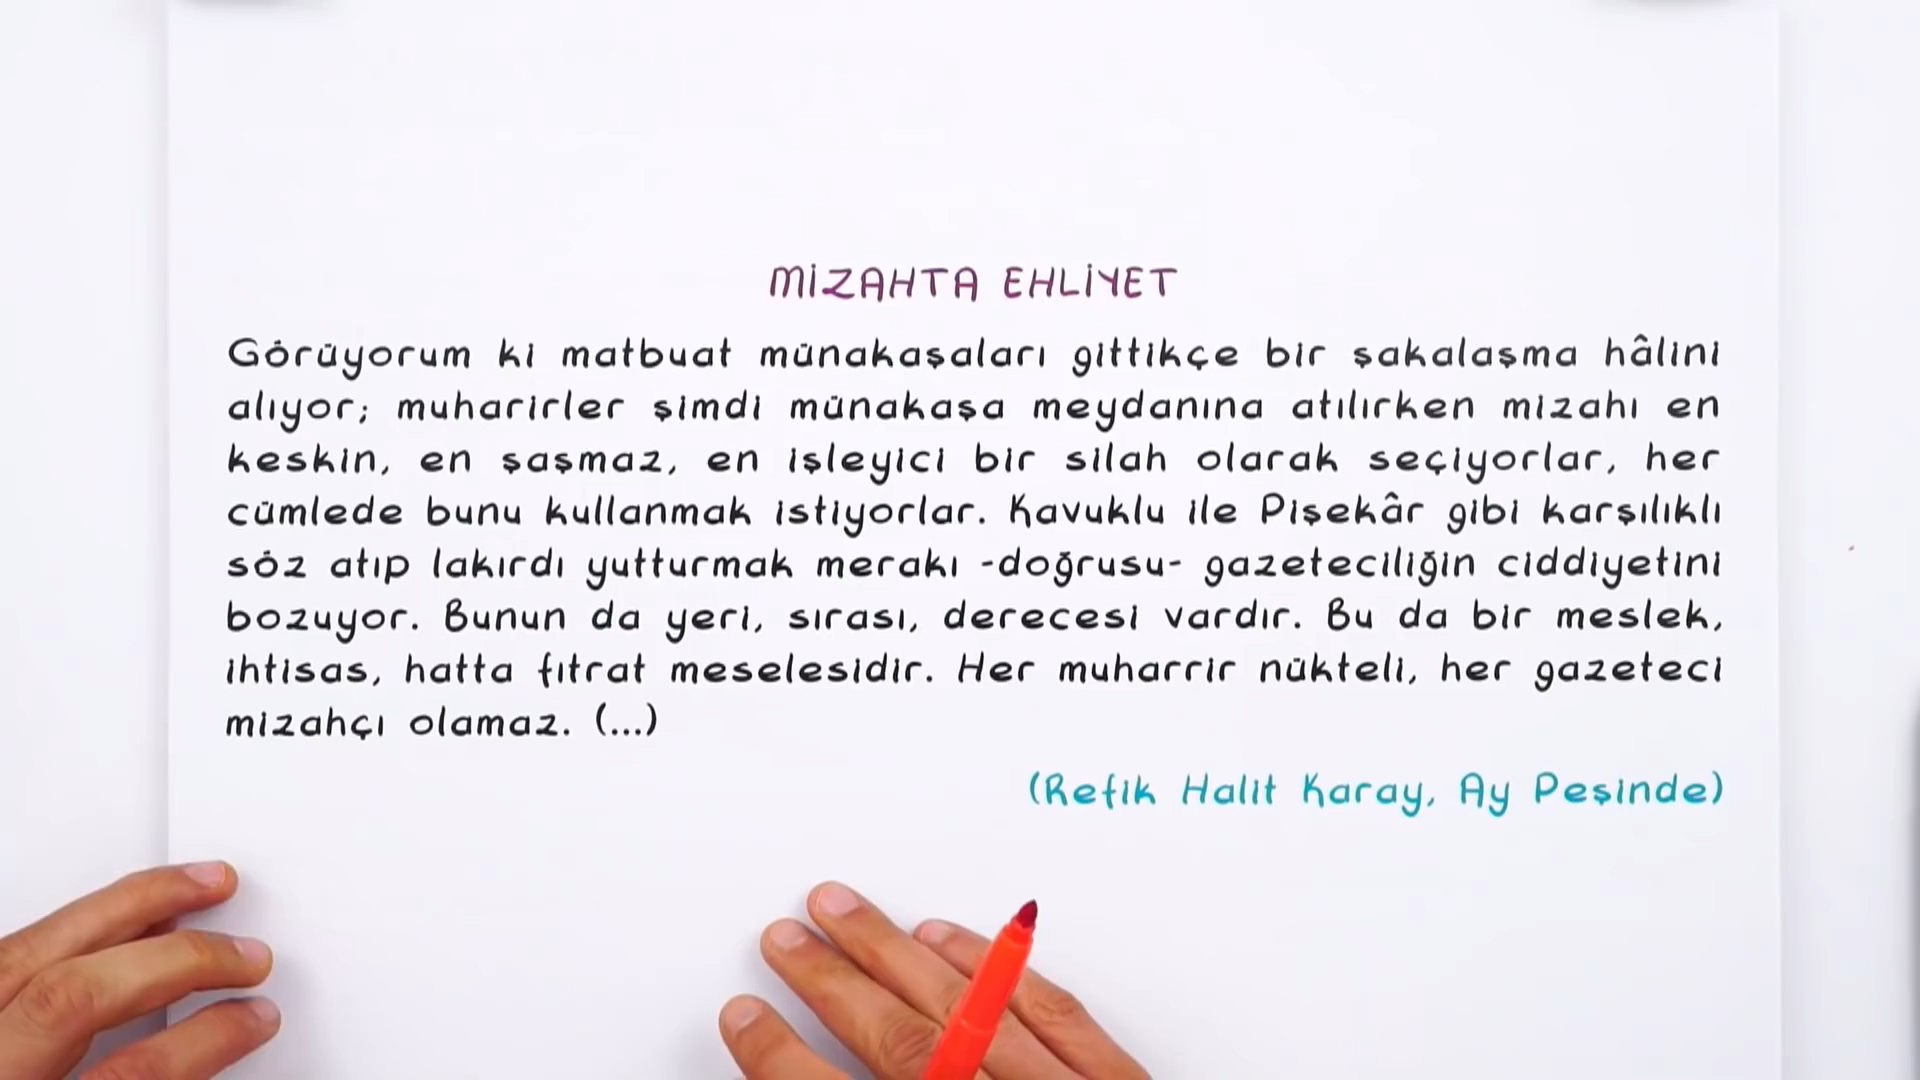 MİZAHTA EHLİYET
Görüyorum ki matbuat münakaşaları gittikçe bir şakalaşma hâlini
alıyor; muharirler şimdi münakaşa meydanına atılırken mizahı en
keskin, en şaşmaz, en işleyici bir silah olarak seçiyorlar, her
cümlede bunu kullanmak istiyorlar. Kavuklu ile Pişekâr gibi karşılıklı
söz atıp lakırdı yutturmak merakı -doğrusu- gazeteciliğin ciddiyetini
bozuyor. Bunun da yeri, sırası, derecesi vardır. Bu da bir meslek,
ihtisas, hatta fıtrat meselesidir. Her muharrir nükteli, her gazeteci
mizahçı olamaz. (...)
(Refik Halit Karay, Ay Peşinde)